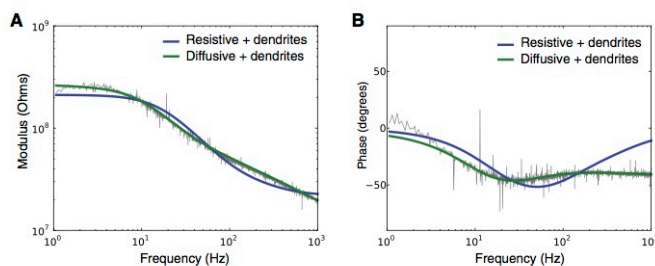 A
B
10⁹
Resistive + dendrites
Diffusive + dendrites
Modulus (Ohms)
10⁸
10⁷
10⁰
10¹
10²
10³
Frequency (Hz)
Resistive + dendrites
Diffusive + dendrites
Phase (degrees)
50
0
−50
10⁰
10¹
10²
10³
Frequency (Hz)